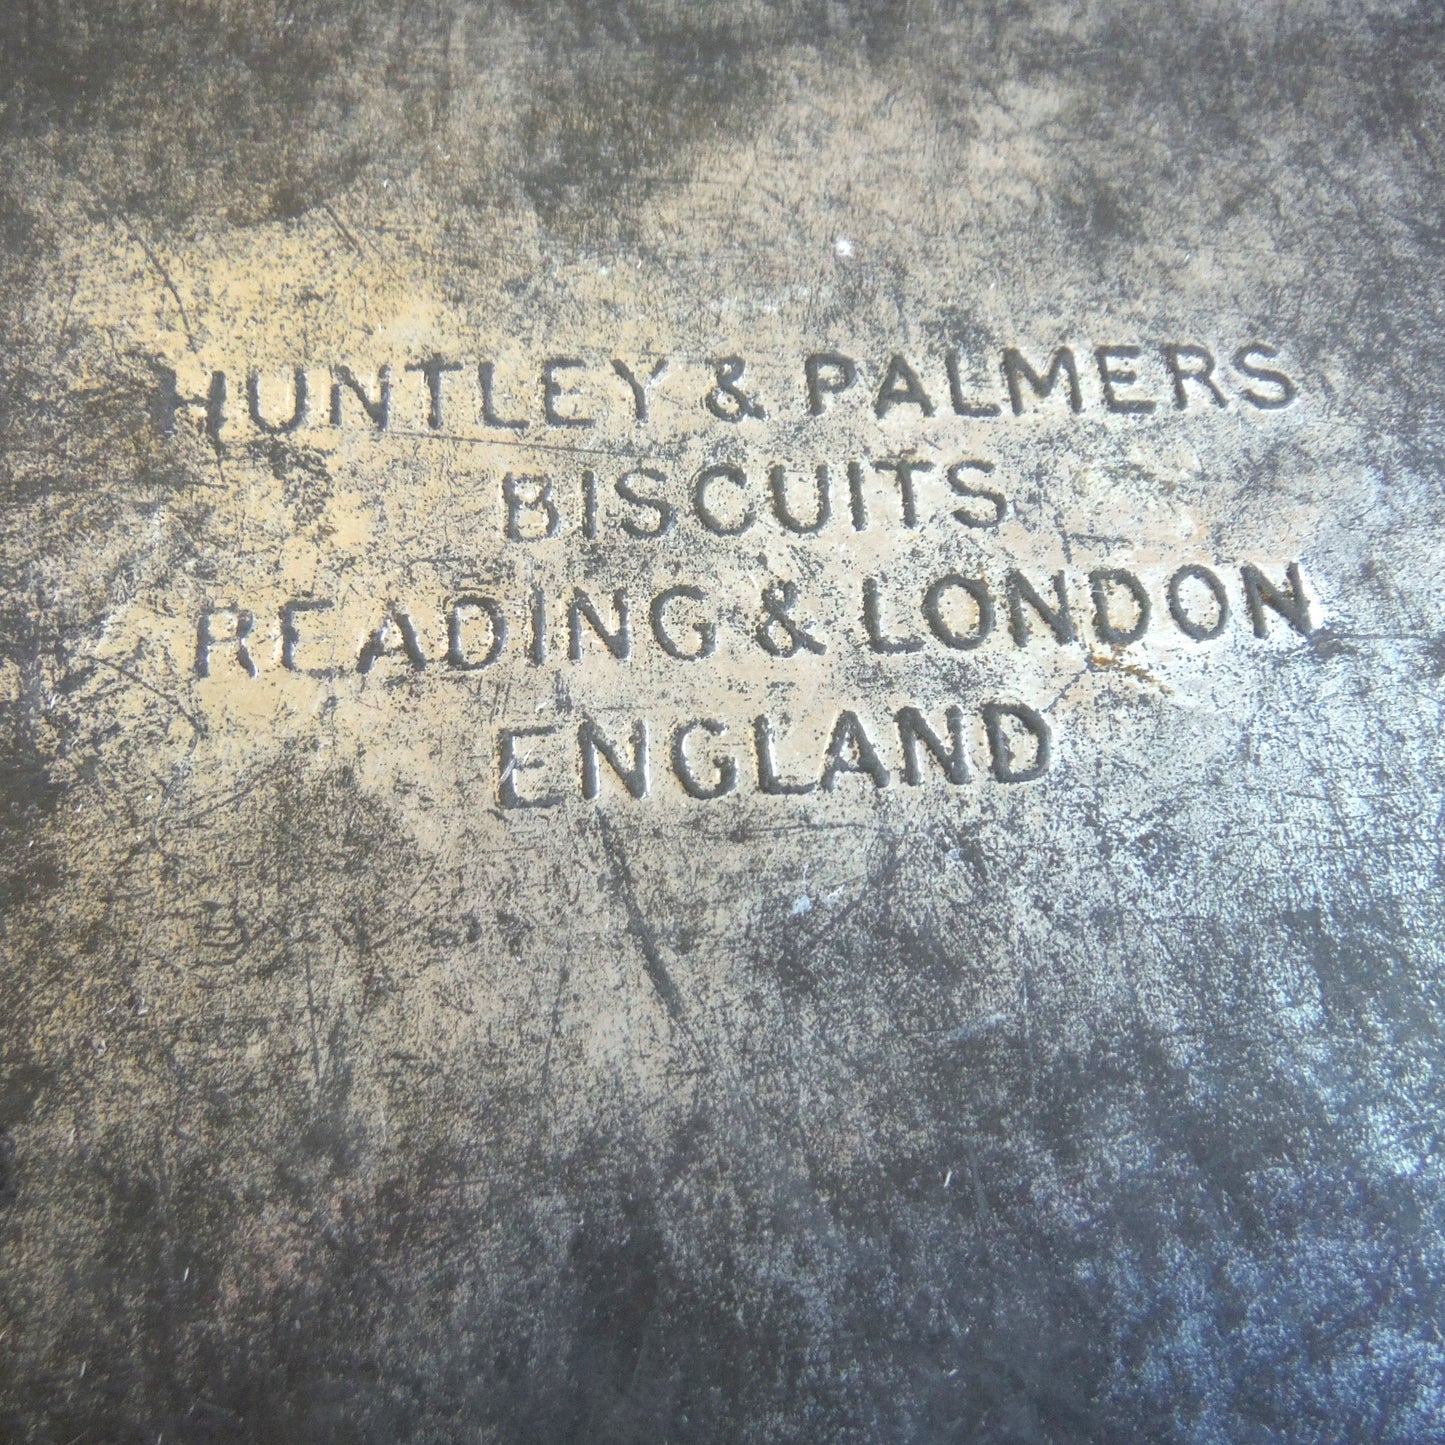 HUNTLEY & PALMERS
BISCUITS
READING & LONDON
ENGLAND